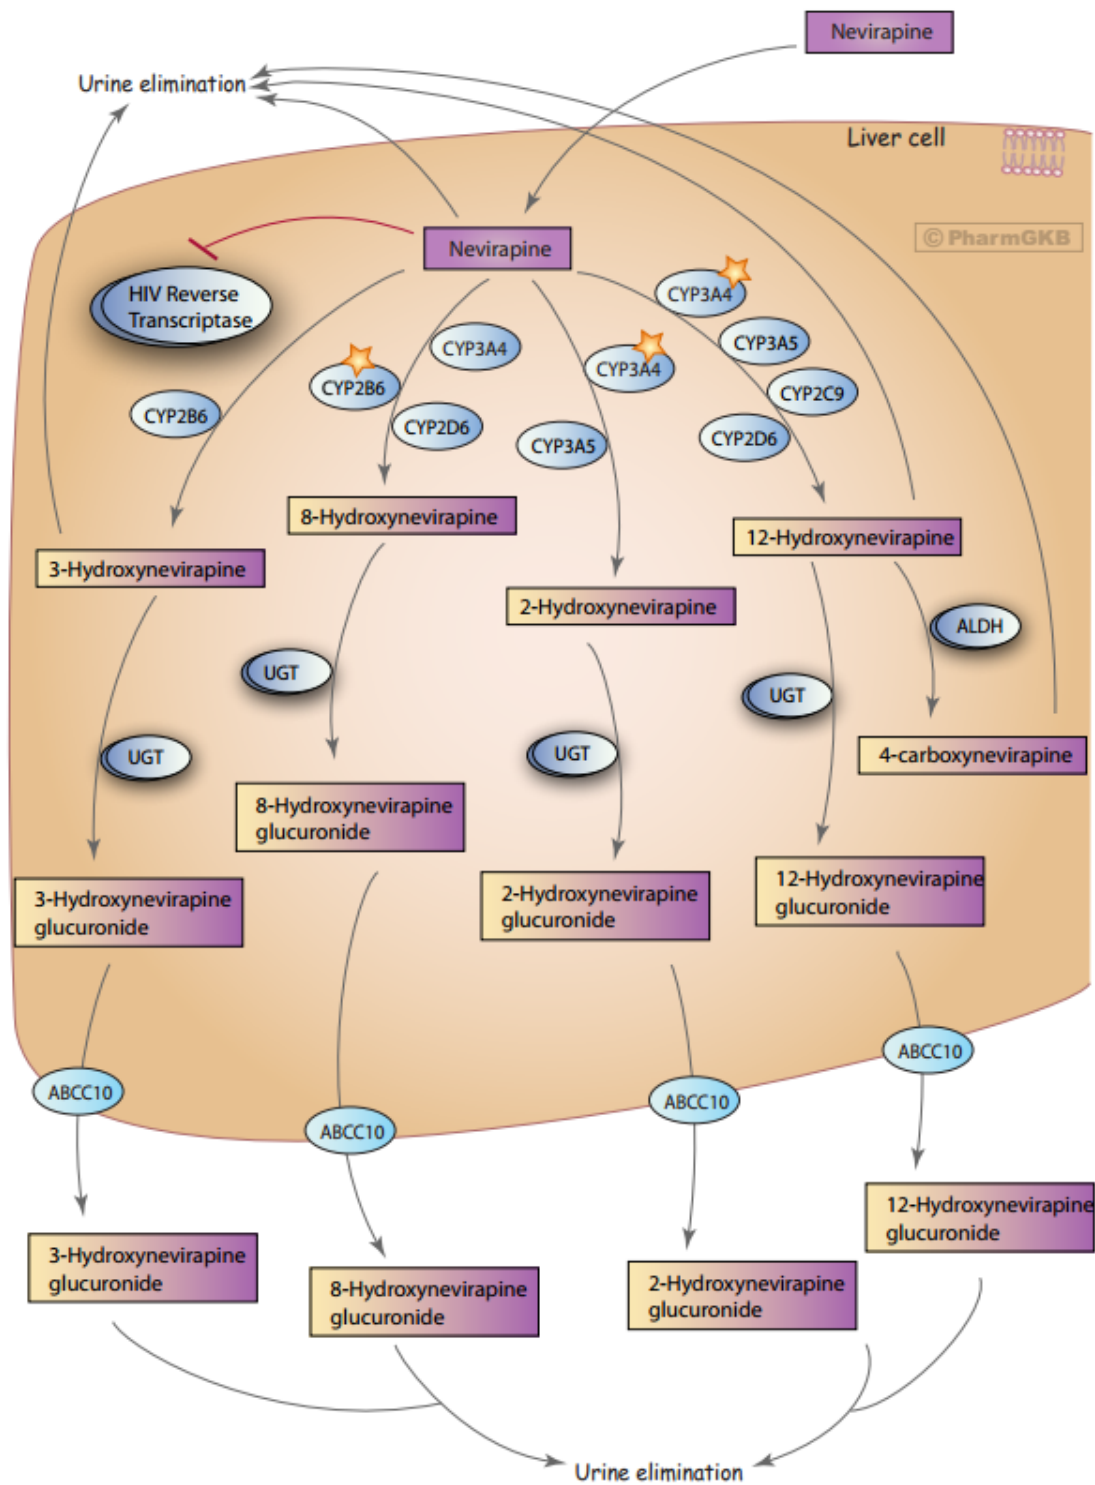 Nevirapine
Urine elimination
Liver cell
© PharmGKB
Nevirapine
HIV Reverse
Transcriptase
CYP3A4
CYP3A5
CYP2C9
CYP2D6
CYP3A4
CYP3A5
CYP3A4
CYP2B6
CYP2D6
CYP2B6
8-Hydroxynevirapine
12-Hydroxynevirapine
3-Hydroxynevirapine
2-Hydroxynevirapine
ALDH
UGT
UGT
UGT
UGT
4-carboxynevirapine
8-Hydroxynevirapine
glucuronide
12-Hydroxynevirapine
glucuronide
3-Hydroxynevirapine
glucuronide
2-Hydroxynevirapine
glucuronide
ABCC10
ABCC10
ABCC10
ABCC10
12-Hydroxynevirapine
glucuronide
3-Hydroxynevirapine
glucuronide
8-Hydroxynevirapine
glucuronide
2-Hydroxynevirapine
glucuronide
Urine elimination